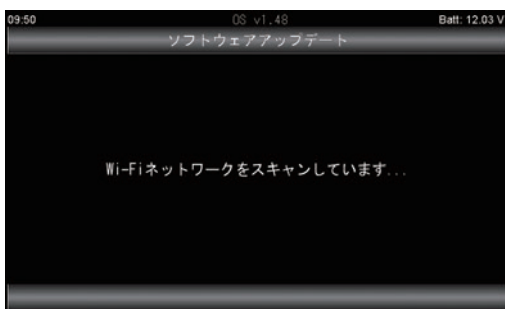 09:50 OS v1.48 Batt: 12.03 V
ソフトウェアアップデート
Wi-Fiネットワークをスキャンしています...